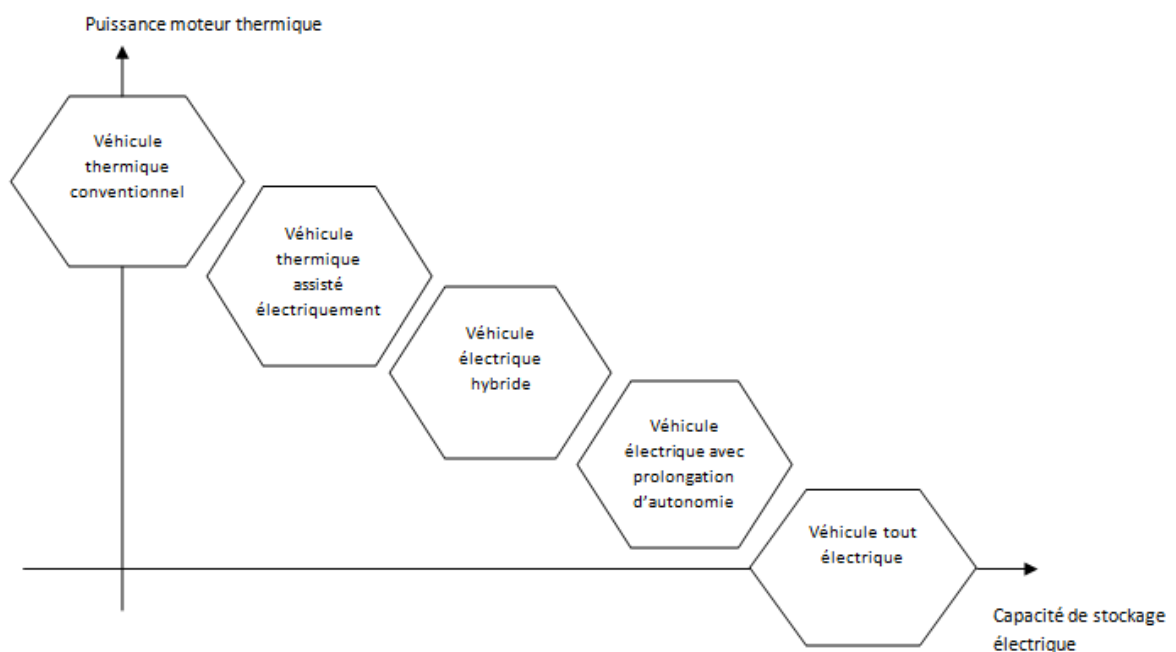 Puissance moteur thermique
Véhicule
thermique
conventionnel
Véhicule
thermique
assisté
électriquement
Véhicule
électrique
hybride
Véhicule
électrique avec
prolongation
d’autonomie
Véhicule tout
électrique
Capacité de stockage
électrique